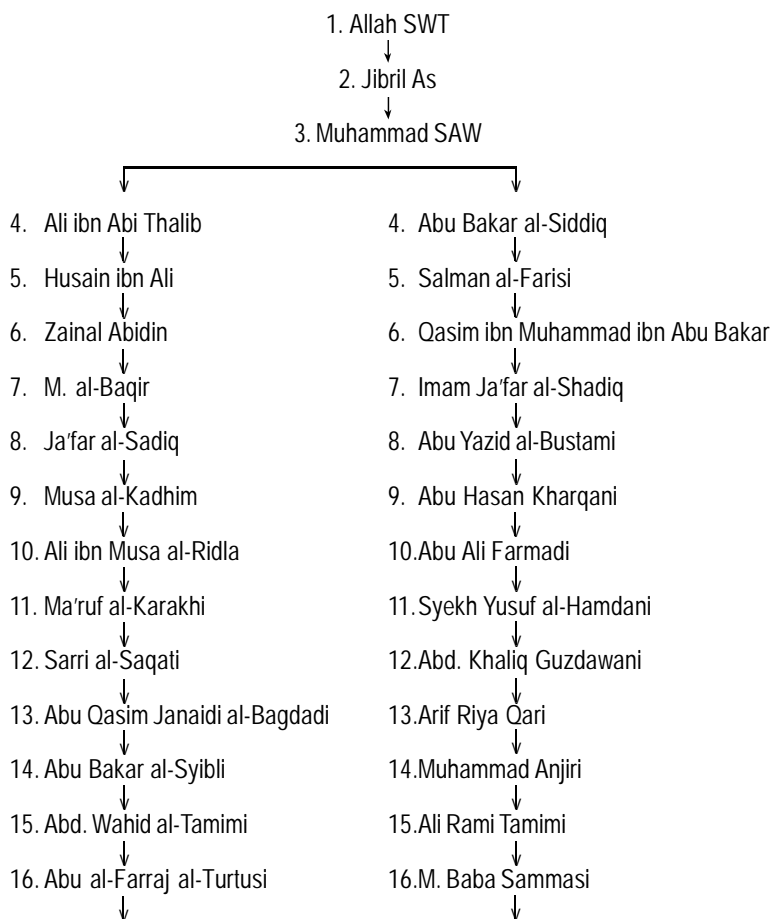 1. Allah SWT
2. Jibril As
3. Muhammad SAW
4. Ali ibn Abi Thalib
5. Husain ibn Ali
6. Zainal Abidin
7. M. al-Baqir
8. Ja'far al-Sadiq
9. Musa al-Kadhim
10. Ali ibn Musa al-Ridla
11. Ma'ruf al-Karakhi
12. Sarri al-Saqati
13. Abu Qasim Janaidi al-Bagdadi
14. Abu Bakar al-Syibli
15. Abd. Wahid al-Tamimi
16. Abu al-Farraj al-Turtusi
4. Abu Bakar al-Siddiq
5. Salman al-Farisi
6. Qasim ibn Muhammad ibn Abu Bakar
7. Imam Ja'far al-Shadiq
8. Abu Yazid al-Bustami
9. Abu Hasan Kharqani
10.Abu Ali Farmadi
11.Syekh Yusuf al-Hamdani
12.Abd. Khaliq Guzdawani
13.Arif Riya Qari
14.Muhammad Anjiri
15.Ali Rami Tamimi
16.M. Baba Sammasi